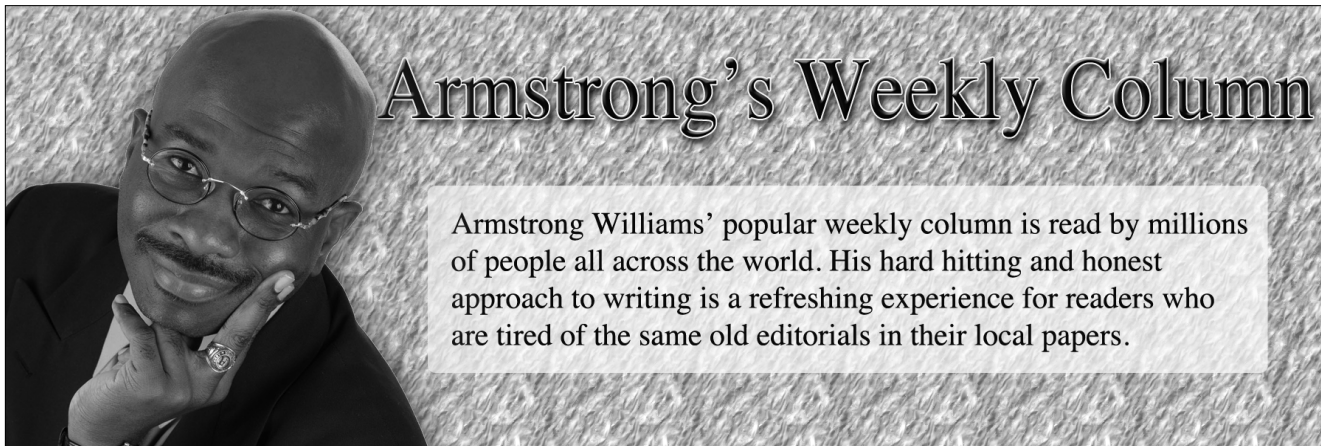 Armstrong’s Weekly Column
Armstrong Williams’ popular weekly column is read by millions
of people all across the world. His hard hitting and honest
approach to writing is a refreshing experience for readers who
are tired of the same old editorials in their local papers.